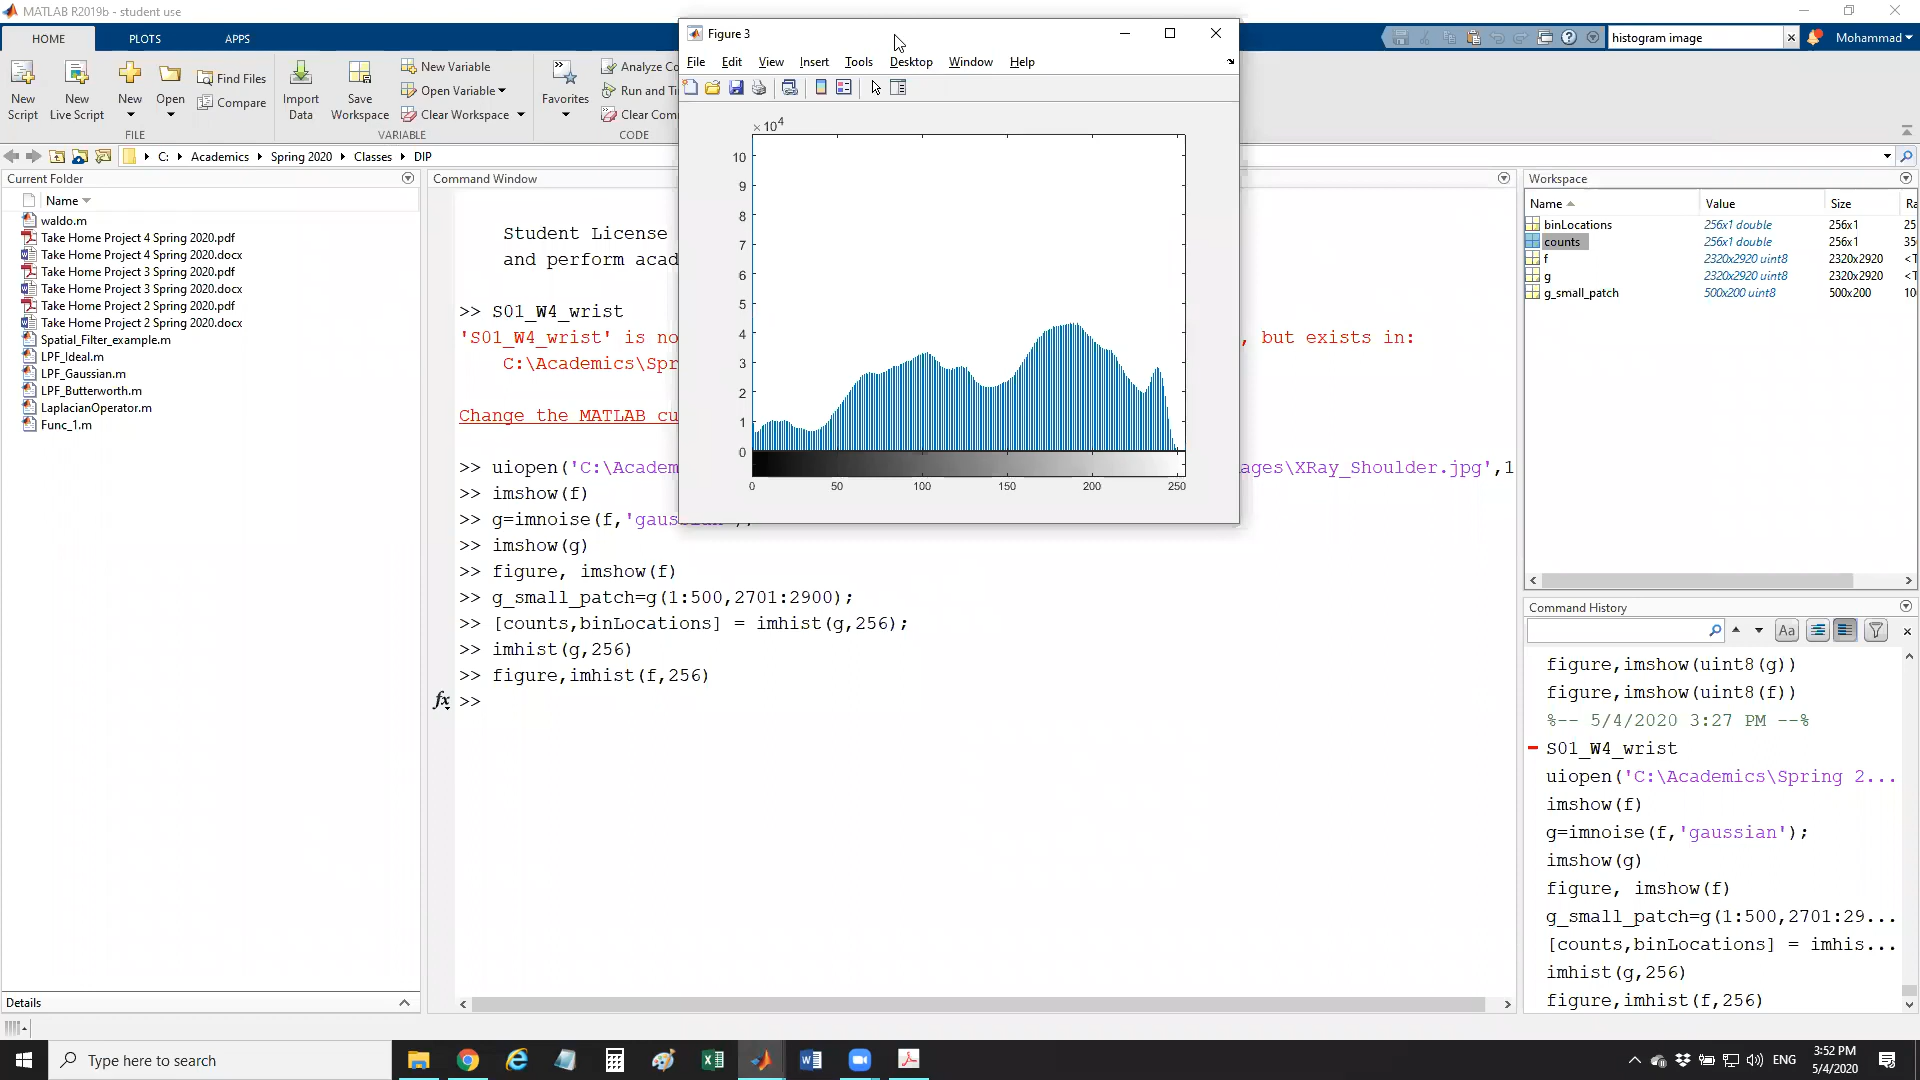 MATLAB R2019b - student use
HOME
PLOTS
APPS
histogram image
Mohammad
New Script
New Live Script
New
Open
Find Files
Compare
Import Data
Save Workspace
New Variable
Open Variable
Clear Workspace
Favorites
Analyze Co
Run and Ti
Clear Com
FILE
VARIABLE
CODE
C:
Academics
Spring 2020
Classes
DIP
Current Folder
Name
waldo.m
Take Home Project 4 Spring 2020.pdf
Take Home Project 4 Spring 2020.docx
Take Home Project 3 Spring 2020.pdf
Take Home Project 3 Spring 2020.docx
Take Home Project 2 Spring 2020.pdf
Take Home Project 2 Spring 2020.docx
Spatial_Filter_example.m
LPF_Ideal.m
LPF_Gaussian.m
LPF_Butterworth.m
LaplacianOperator.m
Func_1.m
Details
Command Window
Student License
and perform acad
>> S01_W4_wrist
'S01_W4_wrist' is no , but exists in:
C:\Academics\Spr
Change the MATLAB cu
>> uiopen('C:\Academ ages\XRay_Shoulder.jpg',1
>> imshow(f)
>> g=imnoise(f,'gaussian');
>> imshow(g)
>> figure, imshow(f)
>> g_small_patch=g(1:500,2701:2900);
>> [counts,binLocations] = imhist(g,256);
>> imhist(g,256)
>> figure,imhist(f,256)
fx >>
Figure 3
File Edit View Insert Tools Desktop Window Help
×10^4
10
9
8
7
6
5
4
3
2
1
0
0 50 100 150 200 250
Workspace
Name Value Size Ra
binLocations 256x1 double 256x1 25
counts 256x1 double 256x1 35
f 2320x2920 uint8 2320x2920 <T
g 2320x2920 uint8 2320x2920 <T
g_small_patch 500x200 uint8 500x200 10
Command History
Aa
figure,imshow(uint8(g))
figure,imshow(uint8(f))
%-- 5/4/2020 3:27 PM --%
S01_W4_wrist
uiopen('C:\Academics\Spring 2...
imshow(f)
g=imnoise(f,'gaussian');
imshow(g)
figure, imshow(f)
g_small_patch=g(1:500,2701:29...
[counts,binLocations] = imhis...
imhist(g,256)
figure,imhist(f,256)
Type here to search
ENG
3:52 PM
5/4/2020